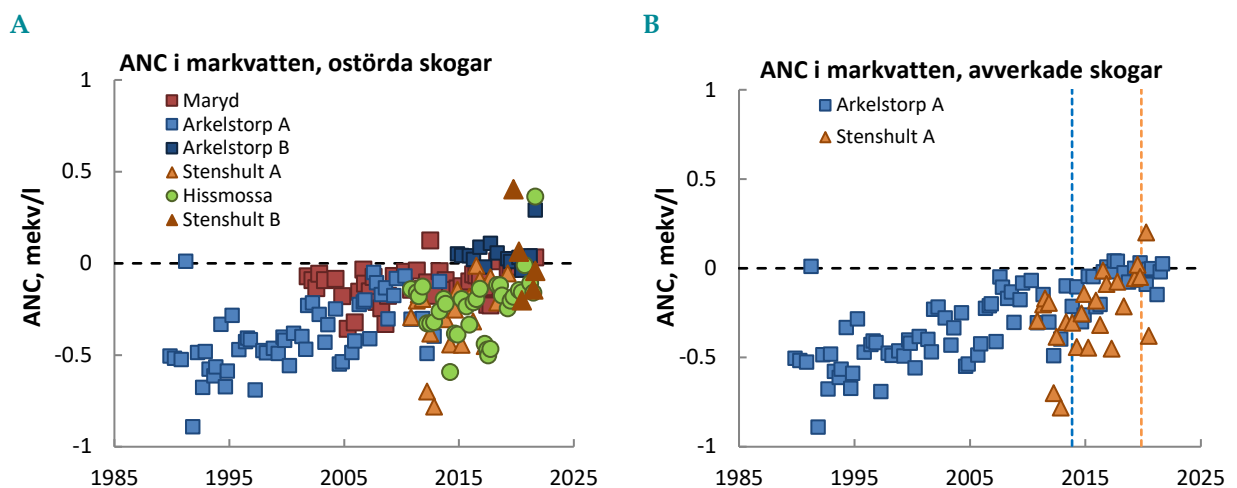 A
ANC i markvatten, ostörda skogar
ANC, mekv/l
1
0.5
0
-0.5
-1
Maryd
Arkelstorp A
Arkelstorp B
Stenshult A
Hissmossa
Stenshult B
1985 1995 2005 2015 2025
B
ANC i markvatten, avverkade skogar
ANC, mekv/l
1
0.5
0
-0.5
-1
Arkelstorp A
Stenshult A
1985 1995 2005 2015 2025